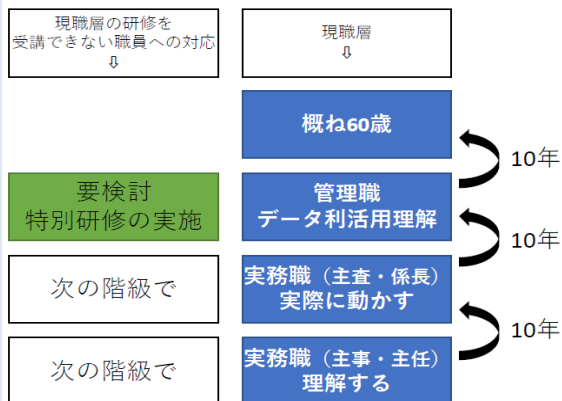 現職層の研修を
受講できない職員への対応
⇩
現職層
⇩
概ね60歳
10年
要検討
特別研修の実施
管理職
データ利活用理解
10年
次の階級で
実務職（主査・係長）
実際に動かす
10年
次の階級で
実務職（主事・主任）
理解する